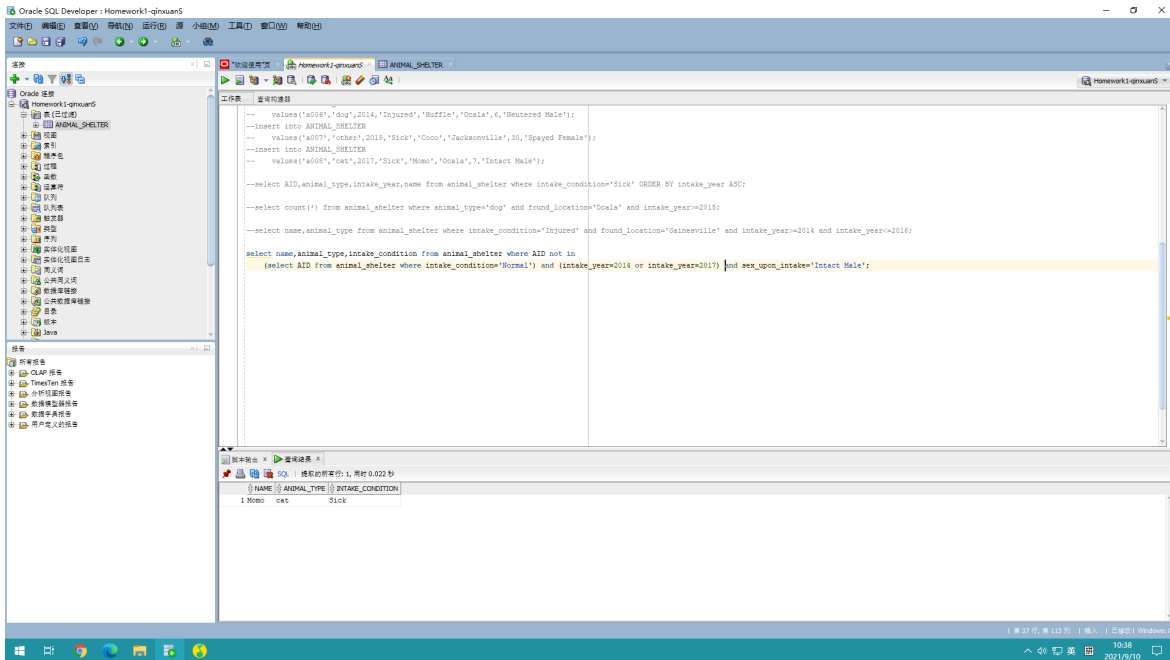 Oracle SQL Developer : Homework1-qinxuanS
文件(F) 编辑(E) 查看(V) 导航(N) 运行(R) 源 小组(M) 工具(T) 窗口(W) 帮助(H)
连接
Oracle 连接
Homework1-qinxuanS
表 (已过滤)
ANIMAL_SHELTER
视图
索引
程序包
过程
函数
运算符
队列
队列表
触发器
类型
序列
实体化视图
实体化视图日志
同义词
公共同义词
数据库链接
公共数据库链接
目录
版本
Java
报告
所有报告
OLAP 报告
TimesTen 报告
分析视图报告
数据模型器报告
数据字典报告
用户定义的报告
"欢迎使用"页 Homework1-qinxuanS ANIMAL_SHELTER
Homework1-qinxuanS
工作表 查询构建器
-- values('a006','dog',2014,'Injured','Huffle','Ocala',6,'Neutered Male');
--insert into ANIMAL_SHELTER
-- values('a007','other',2018,'Sick','Coco','Jacksonville',30,'Spayed Female');
--insert into ANIMAL_SHELTER
-- values('a008','cat',2017,'Sick','Momo','Ocala',7,'Intact Male');
--select AID,animal_type,intake_year,name from animal_shelter where intake_condition='Sick' ORDER BY intake_year ASC;
--select count(*) from animal_shelter where animal_type='dog' and found_location='Ocala' and intake_year>=2015;
--select name,animal_type from animal_shelter where intake_condition='Injured' and found_location='Gainesville' and intake_year>=2014 and intake_year<=2016;
select name,animal_type,intake_condition from animal_shelter where AID not in
(select AID from animal_shelter where intake_condition='Normal') and (intake_year=2014 or intake_year=2017) and sex_upon_intake='Intact Male';
脚本输出 x 查询结果 x
SQL | 提取的所有行: 1, 用时 0.022 秒
NAME ANIMAL_TYPE INTAKE_CONDITION
1 Momo cat Sick
第 37 行, 第 113 列 | 插入 | 已修改 | Windows:
英
10:38
2021/9/10